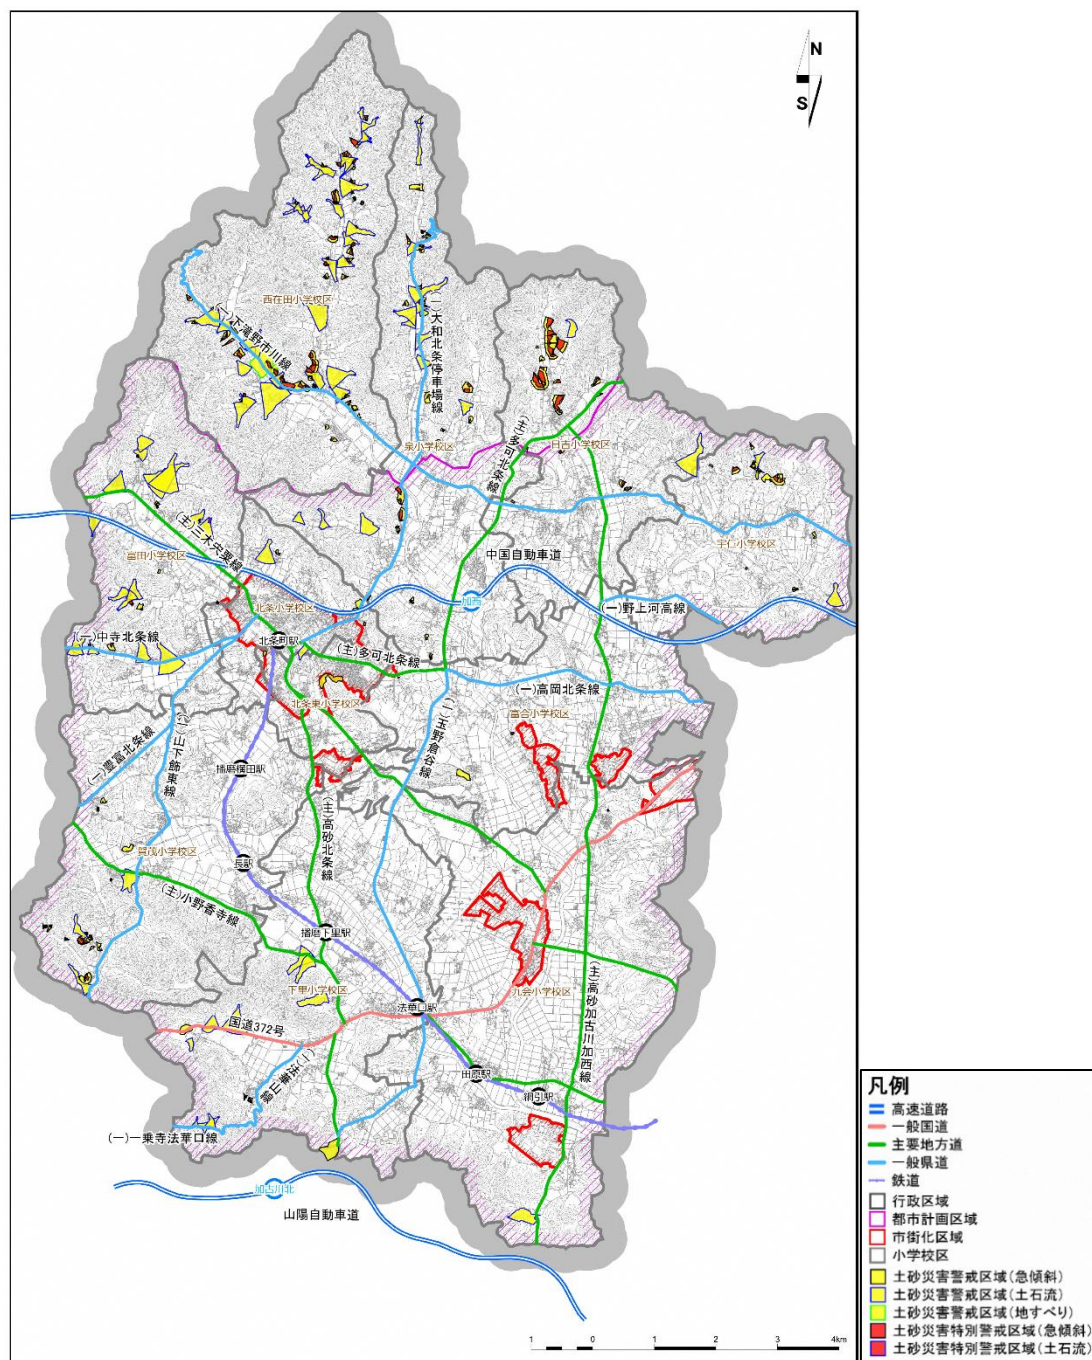 N
S
西在田小学校区
(一)下滝野市川線
(一)大和北条停車場線
泉小学校区
(主)多可北条線
日吉小学校区
(主)三木宍粟線
富田小学校区
中国自動車道
宇仁小学校区
加西
(一)野上河高線
北条小学校区
(一)中寺北条線
北条町駅
(主)多可北条線
(一)高岡北条線
北条東小学校区
(一)玉野倉谷線
富合小学校区
(一)豊富北条線
(一)山下飾東線
播磨横田駅
(主)高砂北条線
賀茂小学校区
長駅
(主)小野香寺線
播磨下里駅
下里小学校区
九会小学校区
(主)高砂加古川加西線
法華口駅
国道372号
(一)法華山線
田原駅
網引駅
(一)一乗寺法華口線
加古川北
山陽自動車道
1 0 1 2 3 4km
凡例
高速道路
一般国道
主要地方道
一般県道
鉄道
行政区域
都市計画区域
市街化区域
小学校区
土砂災害警戒区域(急傾斜)
土砂災害警戒区域(土石流)
土砂災害警戒区域(地すべり)
土砂災害特別警戒区域(急傾斜)
土砂災害特別警戒区域(土石流)